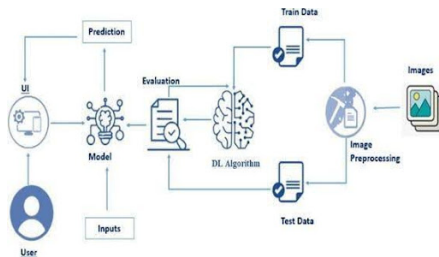 Train Data
Prediction
Evaluation
Images
UI
Model
DL Algorithm
Image
Preprocessing
Inputs
User
Test Data